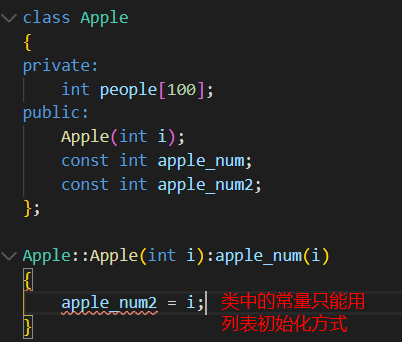 class Apple
{
private:
    int people[100];
public:
    Apple(int i);
    const int apple_num;
    const int apple_num2;
};

Apple::Apple(int i):apple_num(i)
{
    apple_num2 = i; 类中的常量只能用
列表初始化方式
}